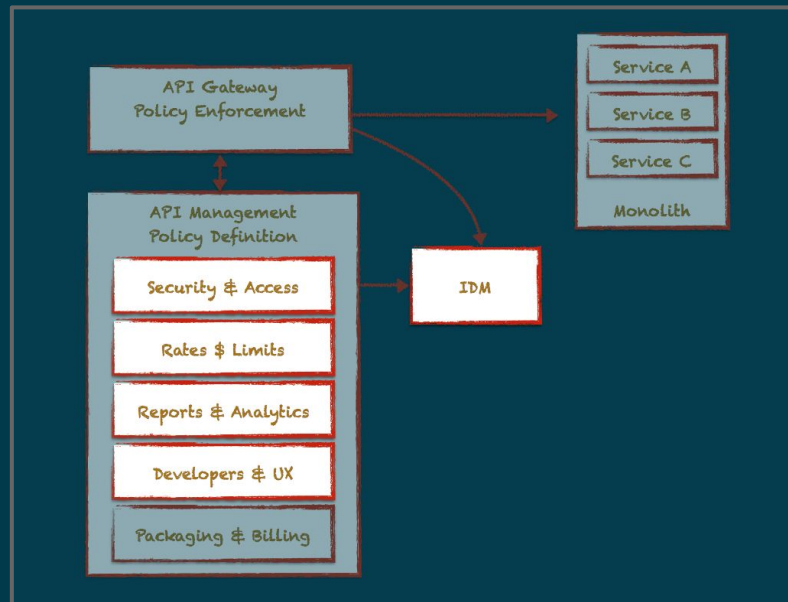 API Gateway
Policy Enforcement
Service A
Service B
Service C
Monolith
API Management
Policy Definition
Security & Access
Rates $ Limits
Reports & Analytics
Developers & UX
Packaging & Billing
IDM